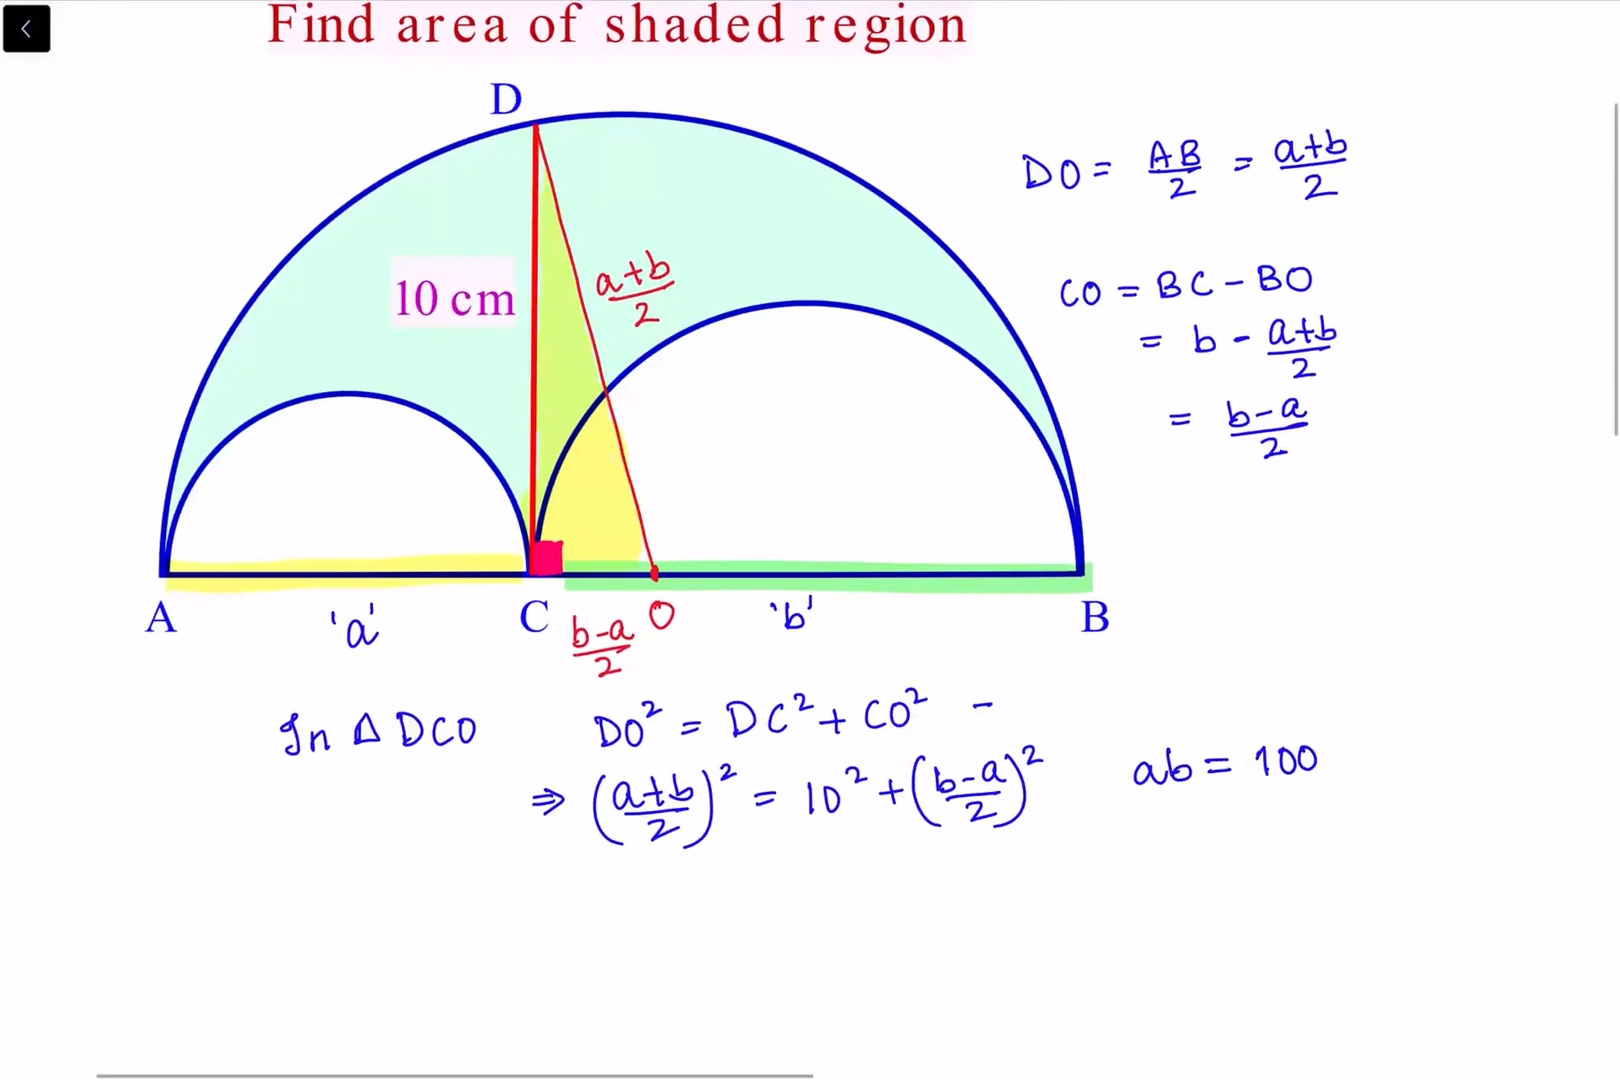 Find area of shaded region
D
DO = AB/2 = a+b/2
10 cm
a+b/2
CO = BC - BO
= b - a+b/2
= b-a/2
A
'a'
C
b-a/2
O
'b'
B
In Δ DCO DO² = DC² + CO² -
⇒ (a+b/2)² = 10² + (b-a/2)² ab = 100